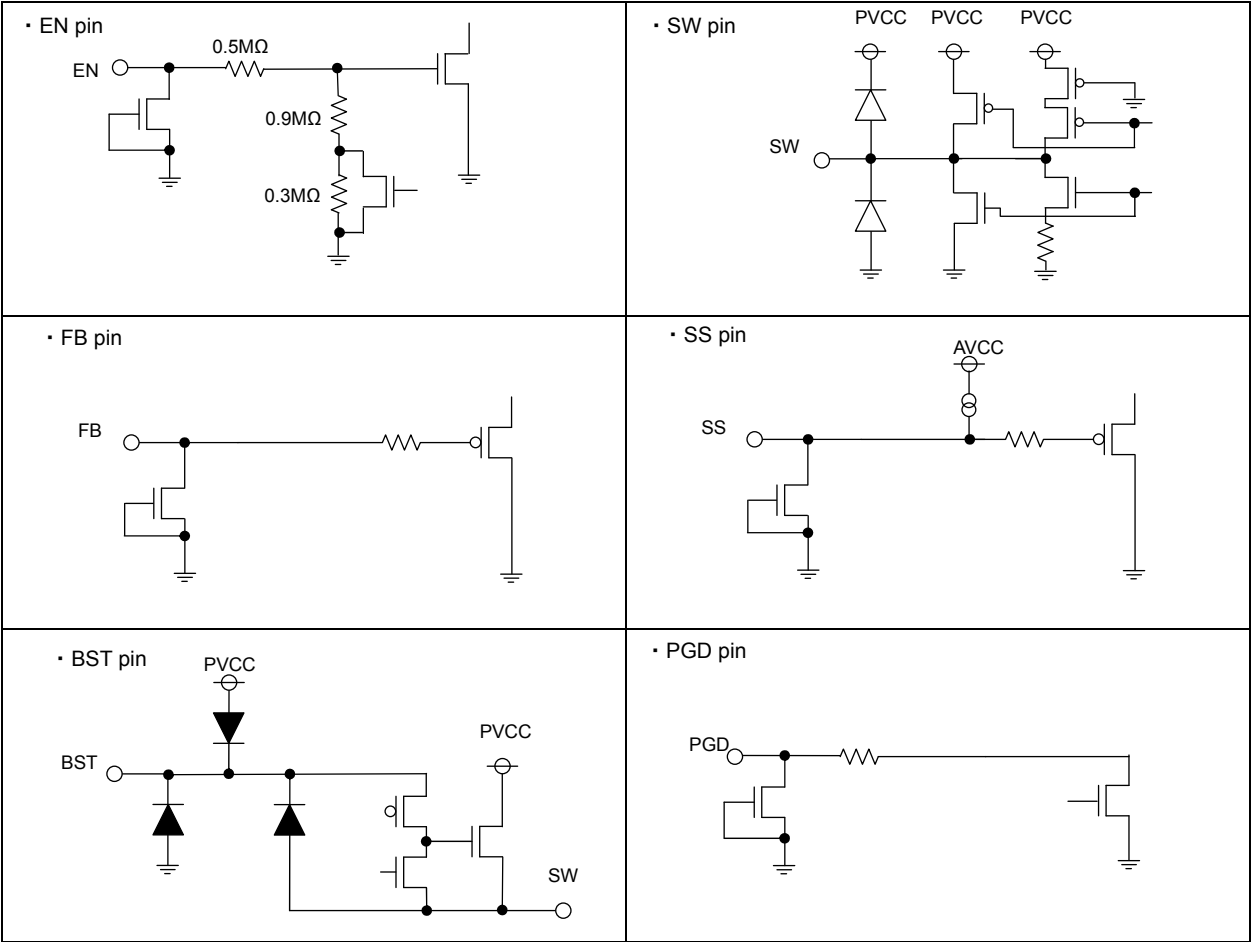 ・EN pin
0.5MΩ
EN
0.9MΩ
0.3MΩ
・SW pin
PVCC PVCC PVCC
SW
・FB pin
FB
・SS pin
AVCC
SS
・BST pin
PVCC
PVCC
BST
SW
・PGD pin
PGD